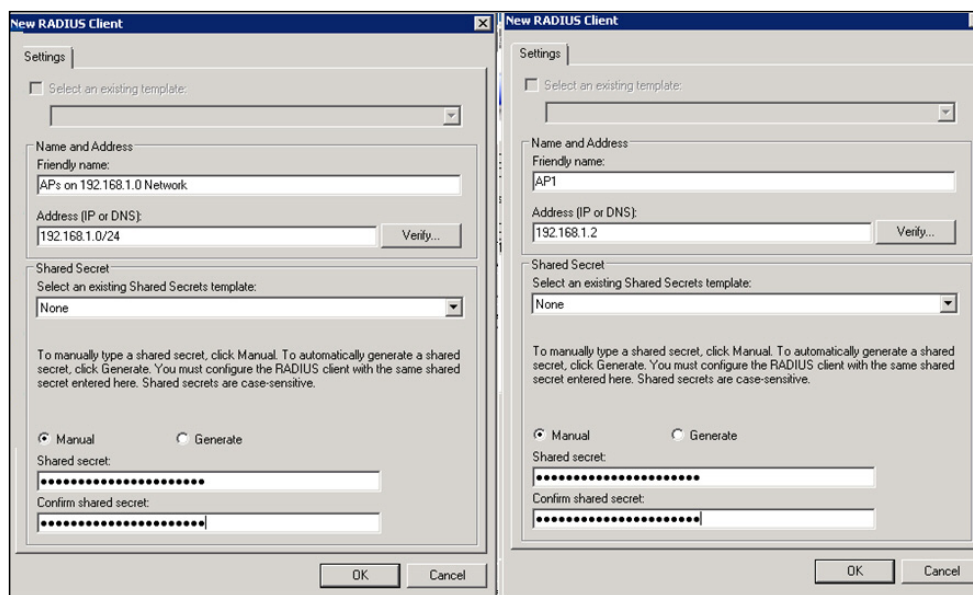 New RADIUS Client
Settings
Select an existing template:
Name and Address
Friendly name:
APs on 192.168.1.0 Network
Address (IP or DNS):
192.168.1.0/24
Verify...
Shared Secret
Select an existing Shared Secrets template:
None
To manually type a shared secret, click Manual. To automatically generate a shared
secret, click Generate. You must configure the RADIUS client with the same shared
secret entered here. Shared secrets are case-sensitive.
Manual
Generate
Shared secret:
●●●●●●●●●●●●●●●●●●●●●●
Confirm shared secret:
●●●●●●●●●●●●●●●●●●●●●●
OK
Cancel
New RADIUS Client
Settings
Select an existing template:
Name and Address
Friendly name:
AP1
Address (IP or DNS):
192.168.1.2
Verify...
Shared Secret
Select an existing Shared Secrets template:
None
To manually type a shared secret, click Manual. To automatically generate a shared
secret, click Generate. You must configure the RADIUS client with the same shared
secret entered here. Shared secrets are case-sensitive.
Manual
Generate
Shared secret:
●●●●●●●●●●●●●●●●●●●●●●
Confirm shared secret:
●●●●●●●●●●●●●●●●●●●●●●
OK
Cancel